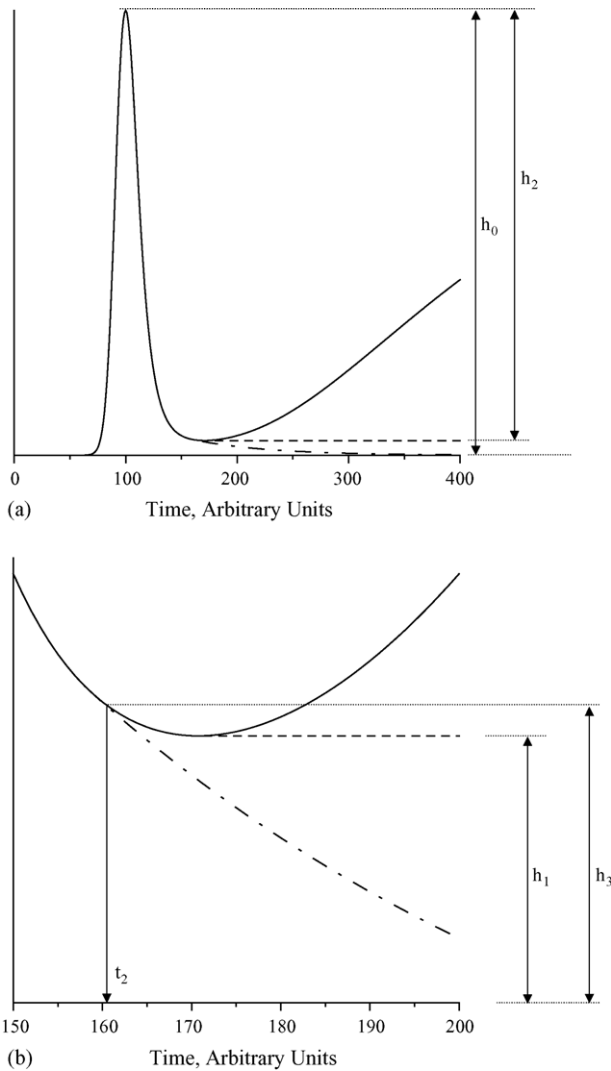 h₂
h₀
0 100 200 300 400
(a) Time, Arbitrary Units
h₁
h₃
t₂
150 160 170 180 190 200
(b) Time, Arbitrary Units